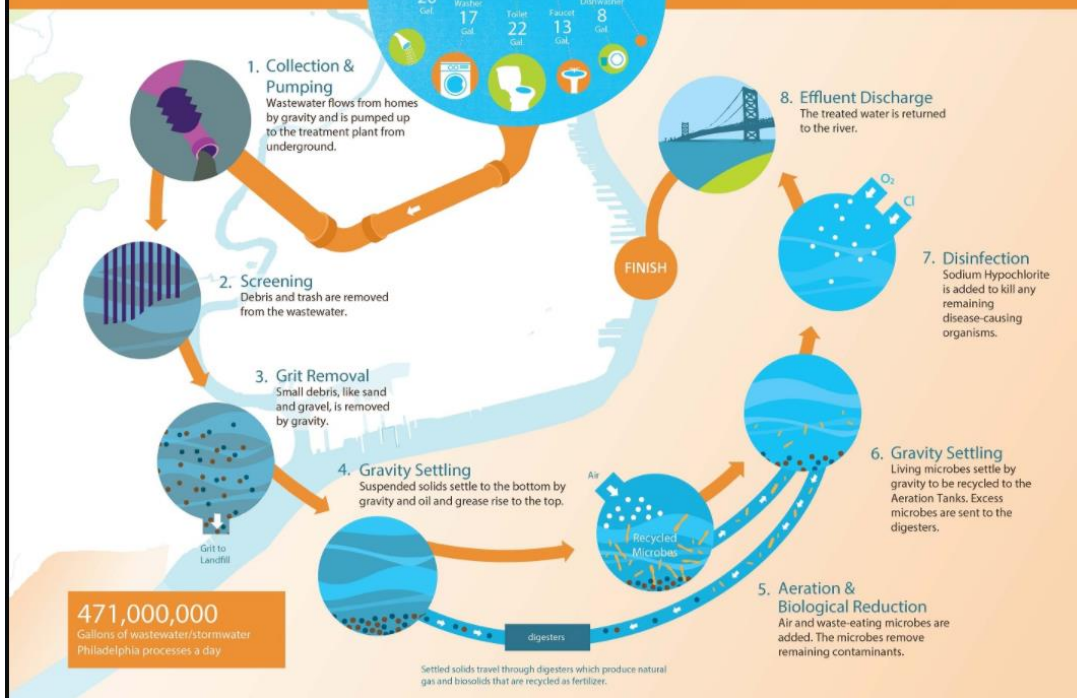 Washer
17
Gal.
Toilet
22
Gal.
Faucet
13
Gal.
8
Gal.
1. Collection &
Pumping
Wastewater flows from homes
by gravity and is pumped up
to the treatment plant from
underground.
2. Screening
Debris and trash are removed
from the wastewater.
3. Grit Removal
Small debris, like sand
and gravel, is removed
by gravity.
Grit to
Landfill
4. Gravity Settling
Suspended solids settle to the bottom by
gravity and oil and grease rise to the top.
Air
Recycled
Microbes
5. Aeration &
Biological Reduction
Air and waste-eating microbes are
added. The microbes remove
remaining contaminants.
6. Gravity Settling
Living microbes settle by
gravity to be recycled to the
Aeration Tanks. Excess
microbes are sent to the
digesters.
O₂
Cl
7. Disinfection
Sodium Hypochlorite
is added to kill any
remaining
disease-causing
organisms.
8. Effluent Discharge
The treated water is returned
to the river.
FINISH
digesters
Settled solids travel through digesters which produce natural
gas and biosolids that are recycled as fertilizer.
471,000,000
Gallons of wastewater/stormwater
Philadelphia processes a day